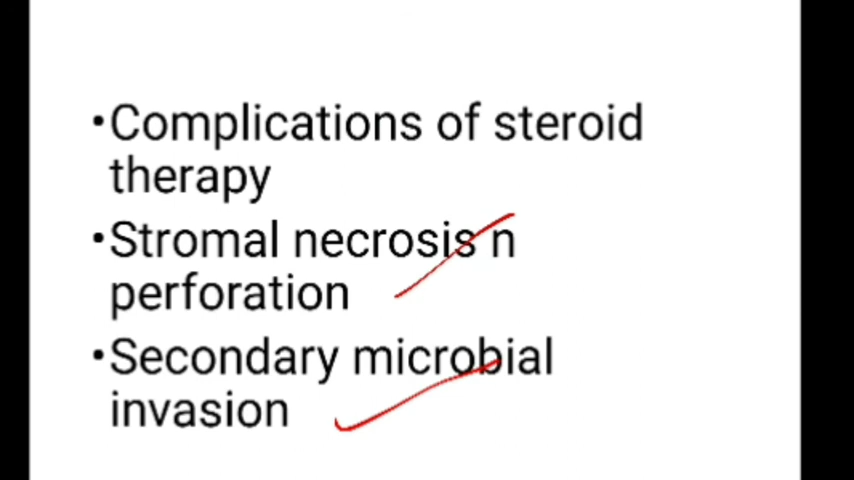 •Complications of steroid
therapy
•Stromal necrosis n
perforation
•Secondary microbial
invasion